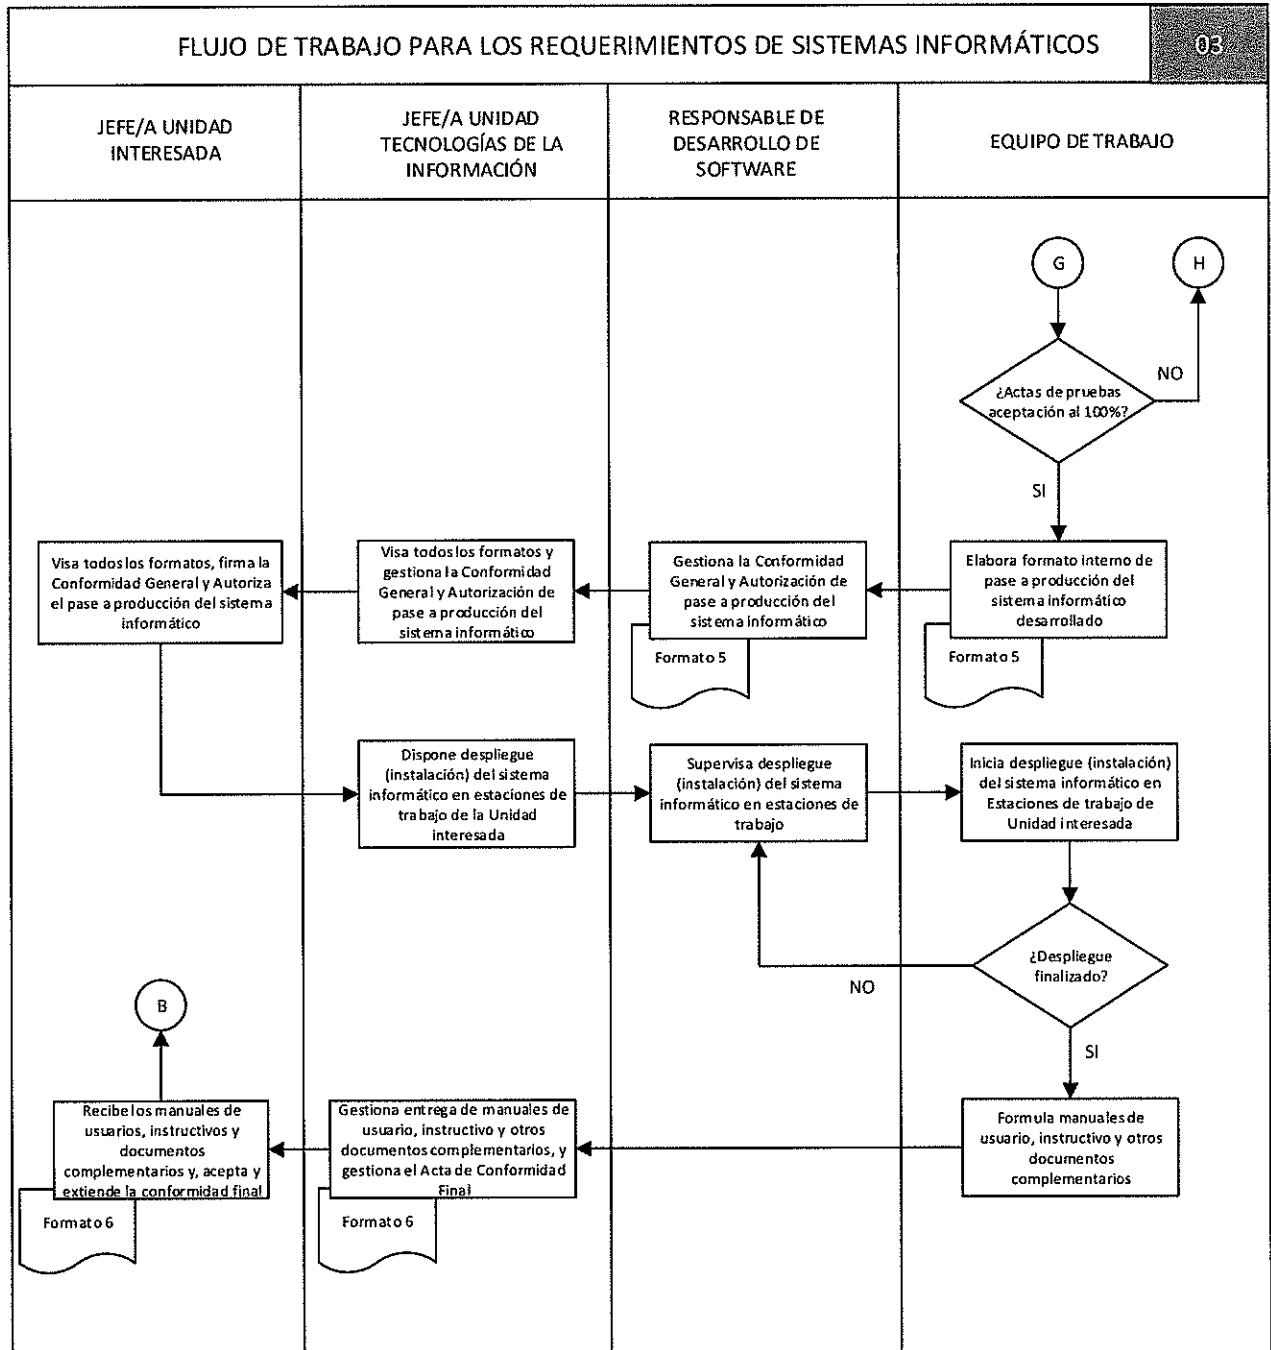 FLUJO DE TRABAJO PARA LOS REQUERIMIENTOS DE SISTEMAS INFORMÁTICOS
03
JEFE/A UNIDAD
INTERESADA
JEFE/A UNIDAD
TECNOLOGÍAS DE LA
INFORMACIÓN
RESPONSABLE DE
DESARROLLO DE
SOFTWARE
EQUIPO DE TRABAJO
G
H
¿Actas de pruebas
aceptación al 100%?
NO
SI
Visa todos los formatos, firma la
Conformidad General y Autoriza
el pase a producción del sistema
informático
Visa todos los formatos y
gestiona la Conformidad
General y Autorización de
pase a producción del
sistema informático
Gestiona la Conformidad
General y Autorización de
pase a producción del
sistema informático
Formato 5
Elabora formato interno de
pase a producción del
sistema informático
desarrollado
Formato 5
Dispone despliegue
(instalación) del sistema
informático en estaciones de
trabajo de la Unidad
interesada
Supervisa despliegue
(instalación) del sistema
informático en estaciones de
trabajo
Inicia despliegue (instalación)
del sistema informático en
Estaciones de trabajo de
Unidad interesada
¿Despliegue
finalizado?
NO
SI
B
Recibe los manuales de
usuarios, instructivos y
documentos
complementarios y, acepta y
extiende la conformidad final
Formato 6
Gestiona entrega de manuales de
usuario, instructivo y otros
documentos complementarios, y
gestiona el Acta de Conformidad
Final
Formato 6
Formula manuales de
usuario, instructivo y otros
documentos
complementarios